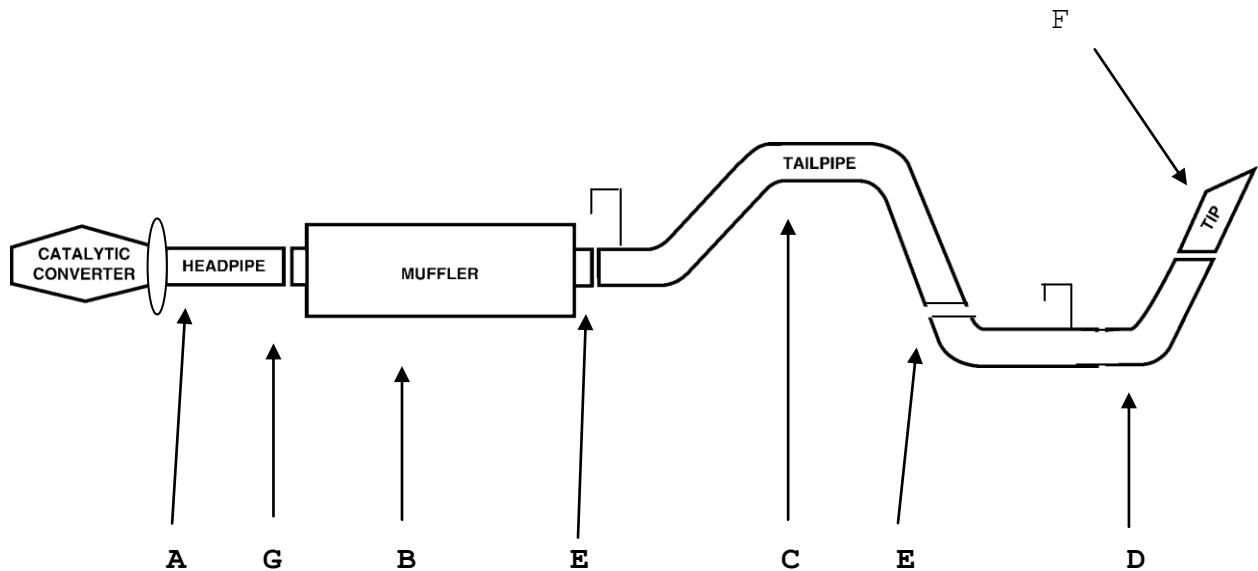 F
TAILPIPE
TIP
CATALYTIC
CONVERTER
HEADPIPE
MUFFLER
A G B E C E D